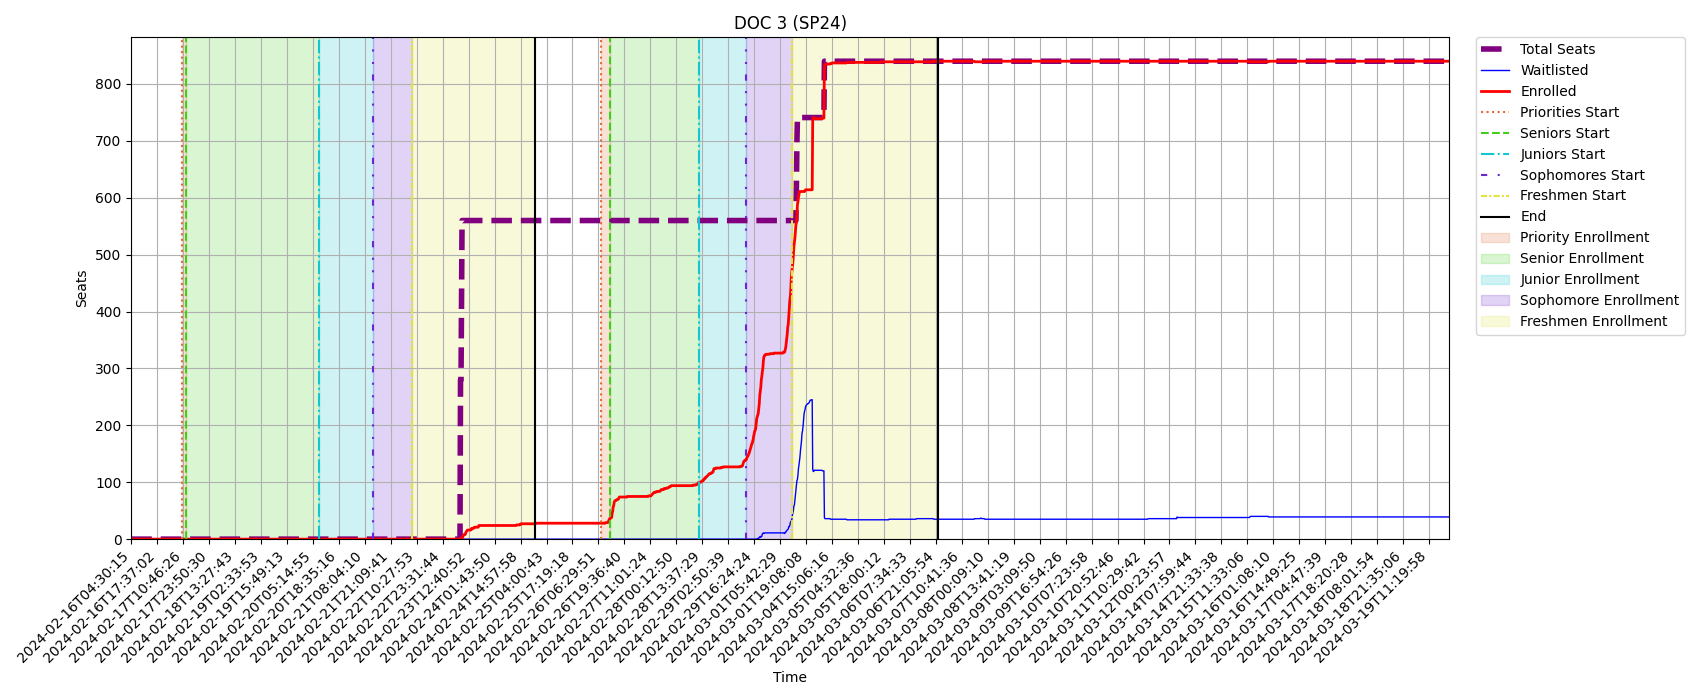 DOC 3 (SP24)
Seats
800
700
600
500
400
300
200
100
0
2024-02-16T04:30:15
2024-02-16T17:37:02
2024-02-17T10:46:26
2024-02-17T23:50:30
2024-02-18T13:27:43
2024-02-19T02:33:53
2024-02-19T15:49:13
2024-02-20T05:14:55
2024-02-20T18:35:16
2024-02-21T08:04:10
2024-02-21T21:09:41
2024-02-22T10:27:53
2024-02-22T23:31:44
2024-02-23T12:40:52
2024-02-24T01:43:50
2024-02-24T14:57:58
2024-02-25T04:00:43
2024-02-25T17:19:18
2024-02-26T06:29:51
2024-02-26T19:36:40
2024-02-27T11:01:24
2024-02-28T00:12:50
2024-02-28T13:37:29
2024-02-29T02:50:39
2024-02-29T16:24:24
2024-03-01T05:42:29
2024-03-01T19:08:08
2024-03-04T15:06:19
2024-03-05T04:32:36
2024-03-05T18:00:12
2024-03-06T07:34:33
2024-03-06T21:05:54
2024-03-07T10:41:36
2024-03-08T00:09:10
2024-03-08T13:41:19
2024-03-09T03:09:50
2024-03-09T16:54:26
2024-03-10T07:23:58
2024-03-10T20:52:46
2024-03-11T10:29:42
2024-03-12T00:23:57
2024-03-14T07:59:44
2024-03-14T21:33:38
2024-03-15T11:33:06
2024-03-16T01:08:10
2024-03-16T14:49:25
2024-03-17T04:47:39
2024-03-17T18:20:28
2024-03-18T08:01:54
2024-03-18T21:35:06
2024-03-19T11:19:58
Time
Total Seats
Waitlisted
Enrolled
Priorities Start
Seniors Start
Juniors Start
Sophomores Start
Freshmen Start
End
Priority Enrollment
Senior Enrollment
Junior Enrollment
Sophomore Enrollment
Freshmen Enrollment